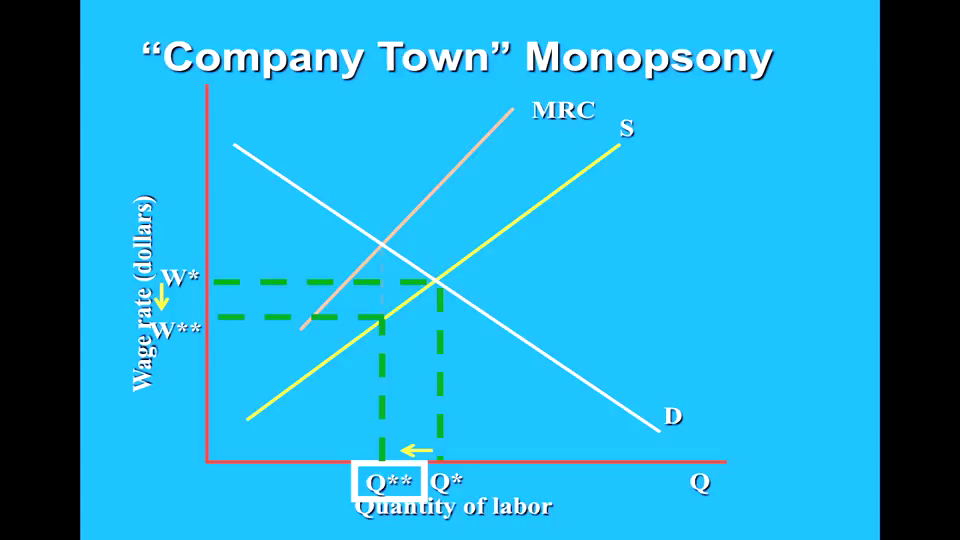 “Company Town” Monopsony
MRC
S
Wage rate (dollars)
W*
W**
D
Q**
Q*
Q
Quantity of labor